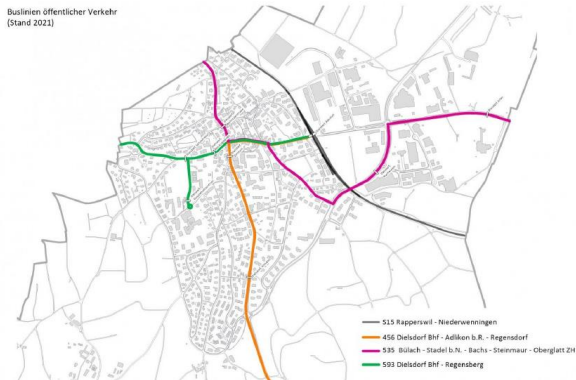 Buslinien öffentlicher Verkehr
(Stand 2021)
S15 Rapperswil - Niederwenningen
456 Dielsdorf Bhf - Adlikon b.R. - Regensdorf
535 Bülach - Stadel b.N. - Bachs - Steinmaur - Oberglatt ZH
593 Dielsdorf Bhf - Regensberg